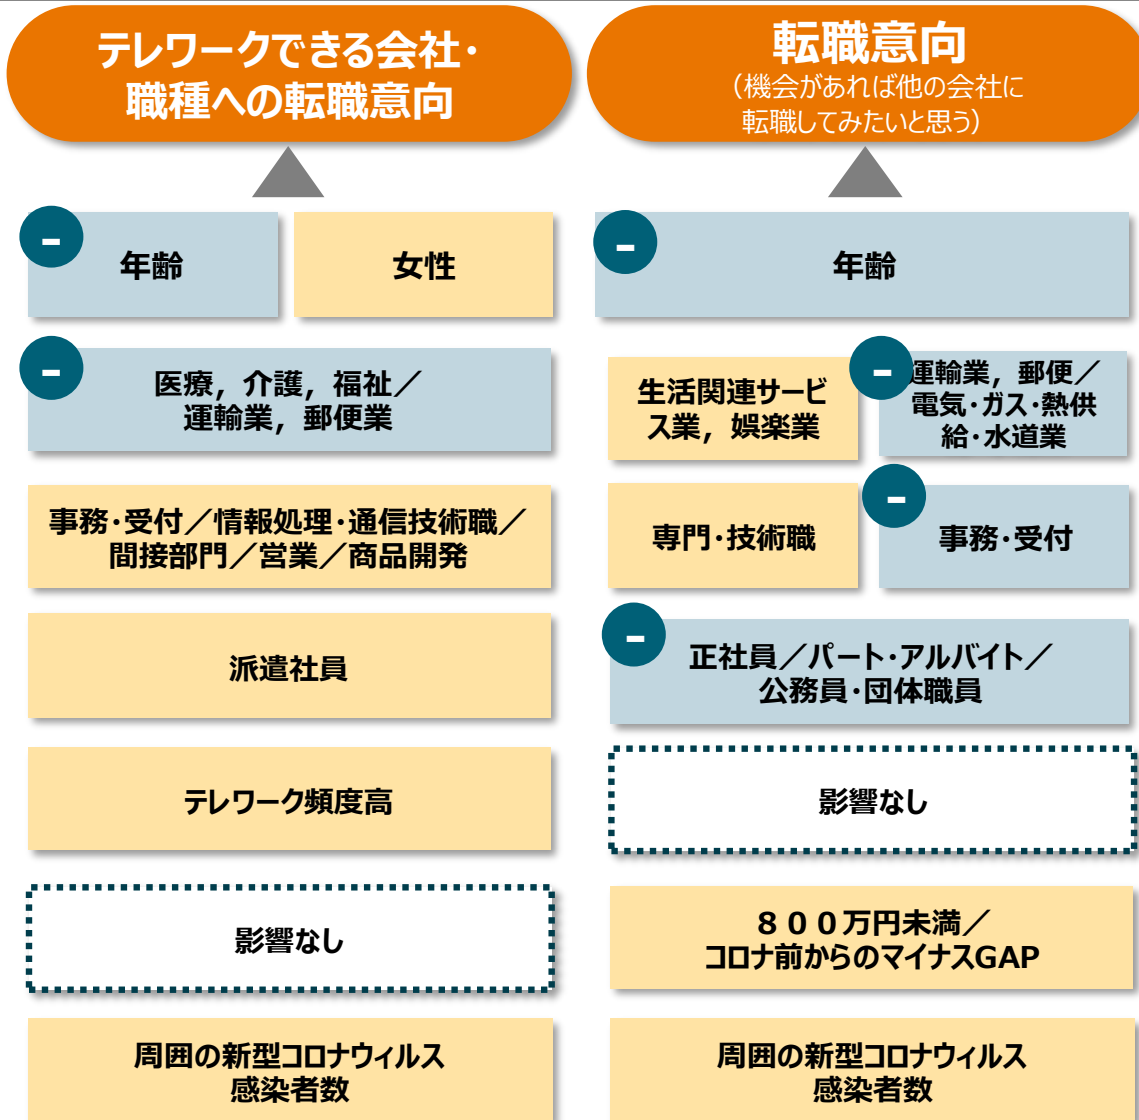 テレワークできる会社・
職種への転職意向
転職意向
（機会があれば他の会社に
転職してみたいと思う）
-
年齢
女性
-
年齢
-
医療，介護，福祉／
運輸業，郵便業
生活関連サービ
ス業，娯楽業
-
運輸業，郵便／
電気・ガス・熱供
給・水道業
事務・受付／情報処理・通信技術職／
間接部門／営業／商品開発
専門・技術職
-
事務・受付
派遣社員
-
正社員／パート・アルバイト／
公務員・団体職員
テレワーク頻度高
影響なし
影響なし
８００万円未満／
コロナ前からのマイナスGAP
周囲の新型コロナウィルス
感染者数
周囲の新型コロナウィルス
感染者数